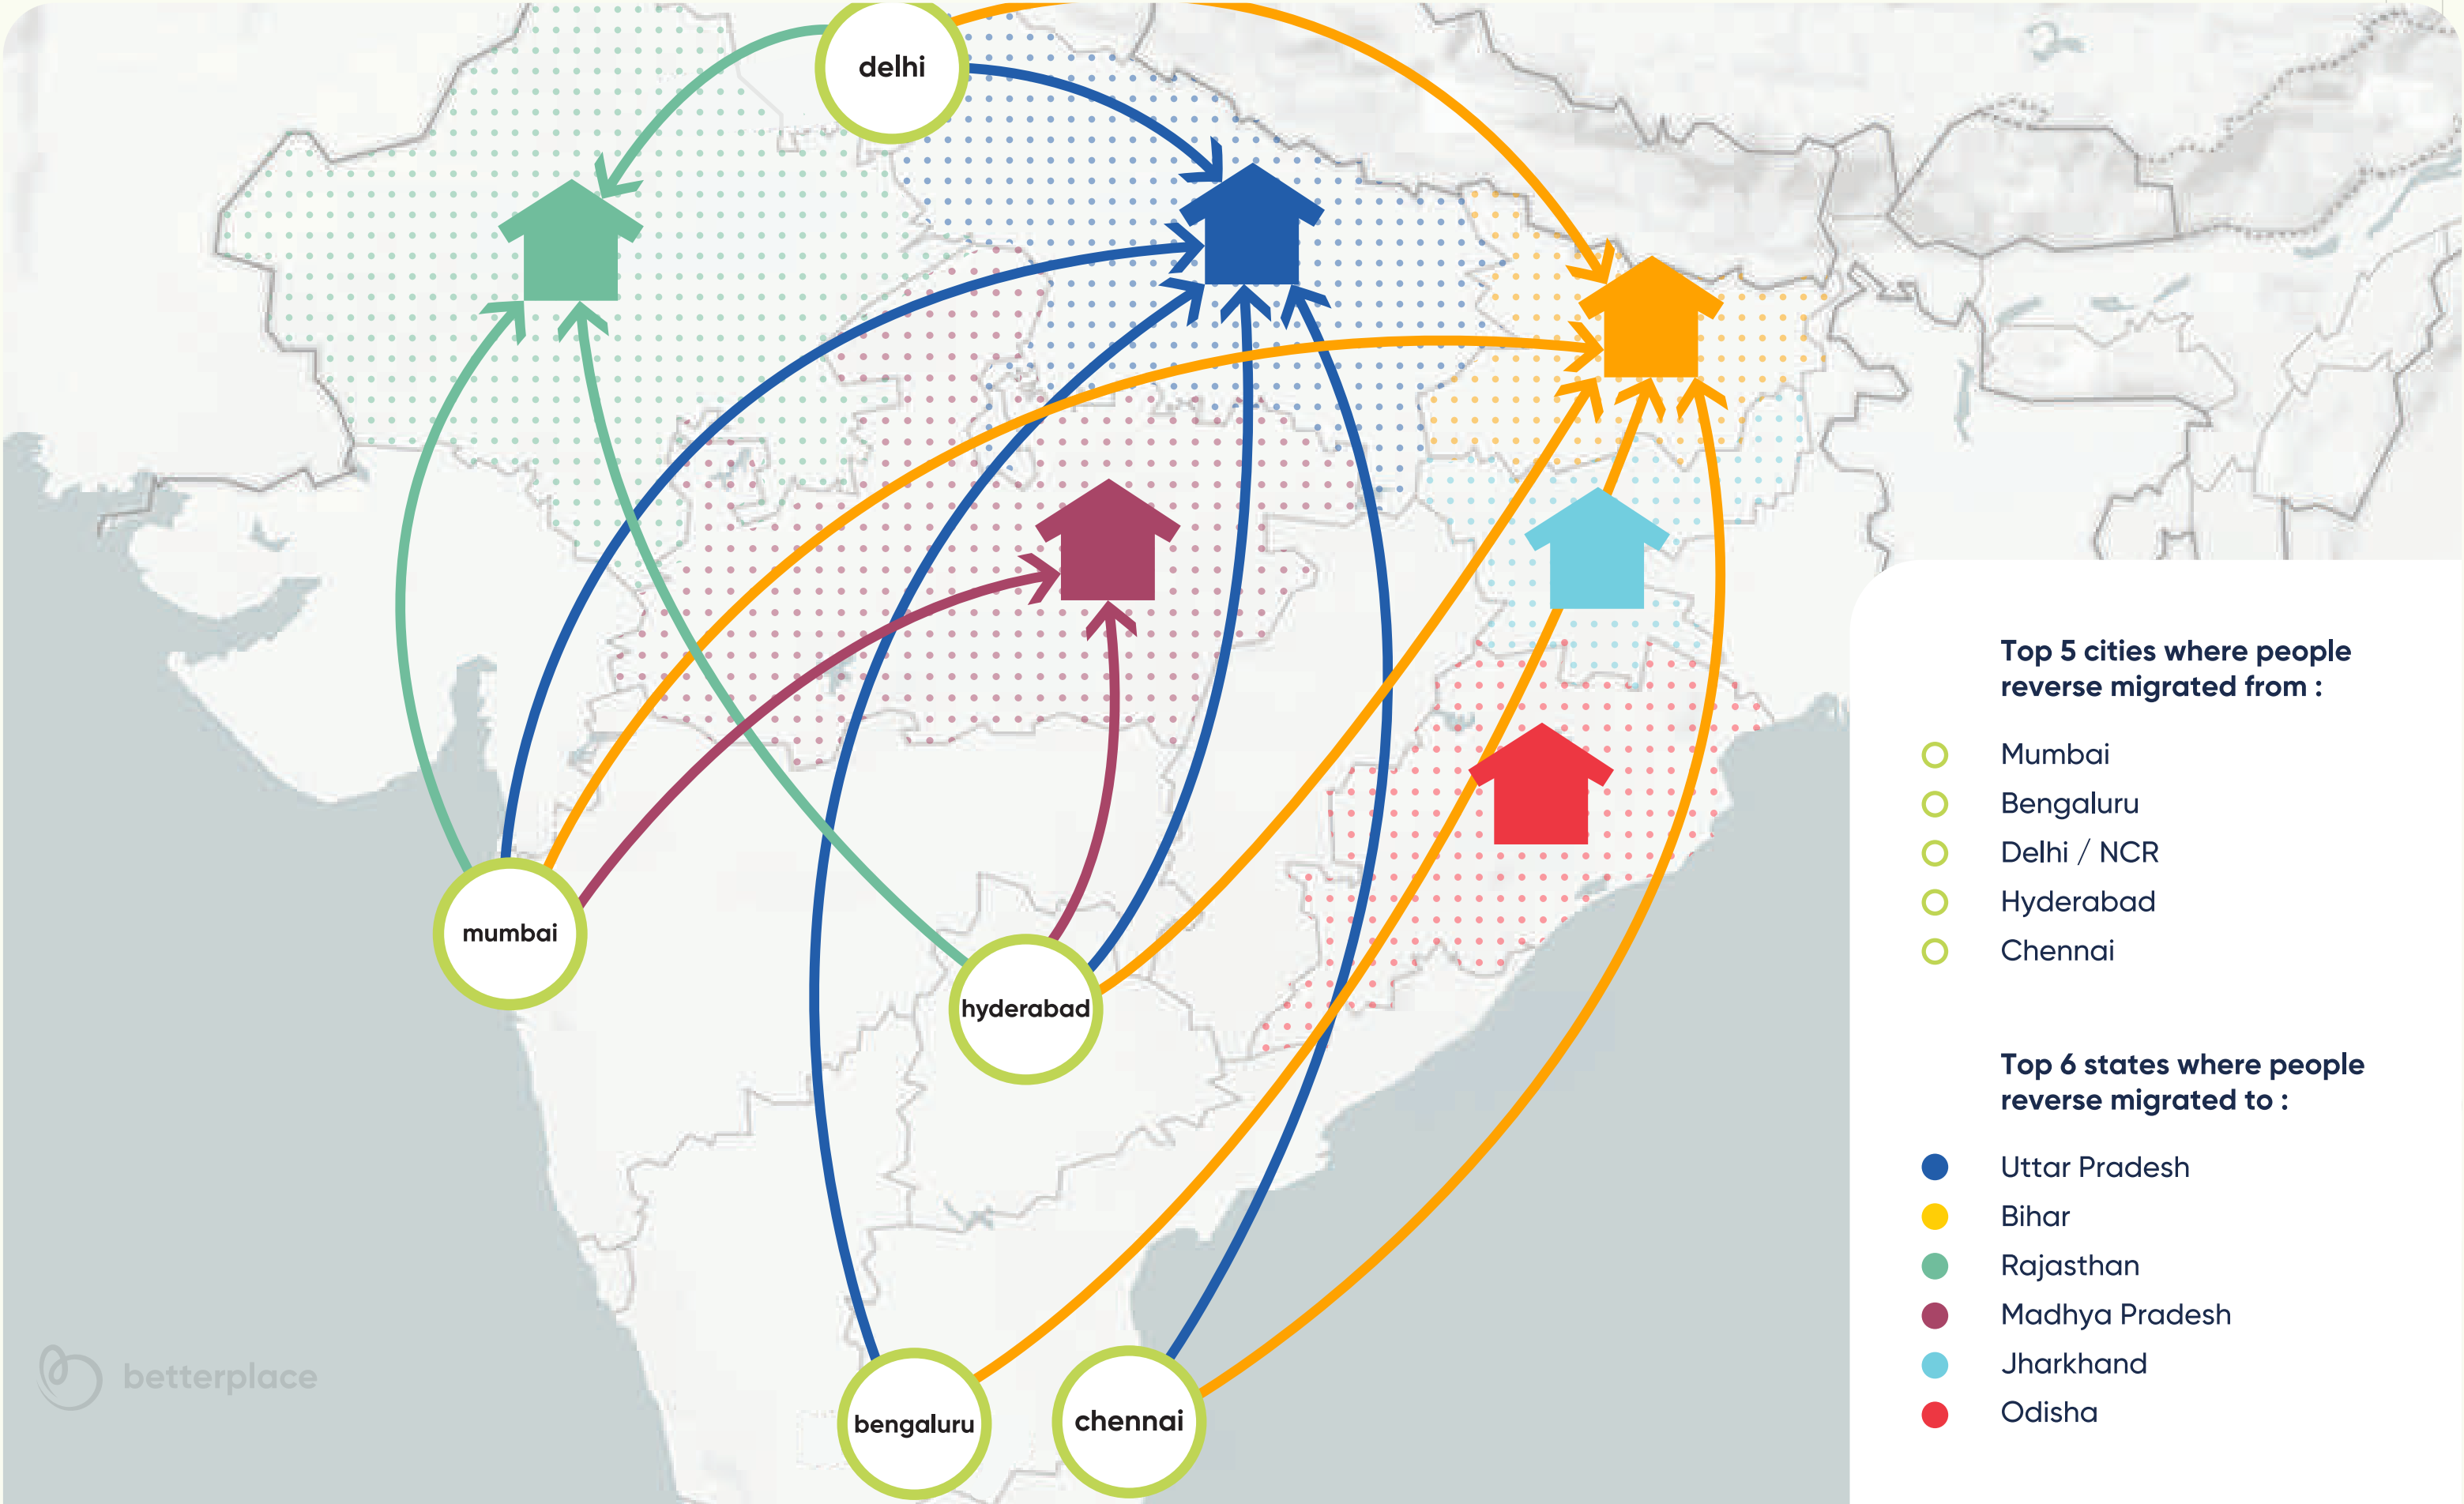 delhi
mumbai
hyderabad
bengaluru
chennai
Top 5 cities where people
reverse migrated from :
Mumbai
Bengaluru
Delhi / NCR
Hyderabad
Chennai
Top 6 states where people
reverse migrated to :
Uttar Pradesh
Bihar
Rajasthan
Madhya Pradesh
Jharkhand
Odisha
betterplace